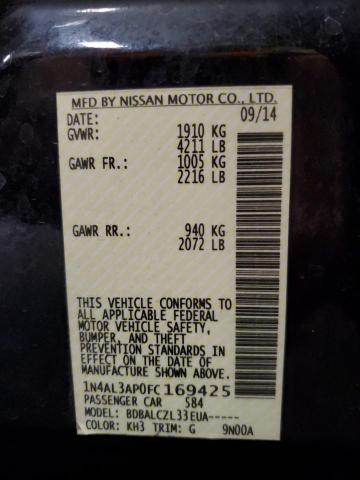 MFD BY NISSAN MOTOR CO., LTD.
DATE: 09/14
GVWR: 1910 KG
4211 LB
GAWR FR.: 1005 KG
2216 LB
GAWR RR.: 940 KG
2072 LB
THIS VEHICLE CONFORMS TO
ALL APPLICABLE FEDERAL
MOTOR VEHICLE SAFETY,
BUMPER, AND THEFT
PREVENTION STANDARDS IN
EFFECT ON THE DATE OF
MANUFACTURE SHOWN ABOVE.
1N4AL3AP0FC169425
PASSENGER CAR 584
MODEL: BDBALCZL33EUA-----
COLOR: KH3 TRIM: G 9N00A